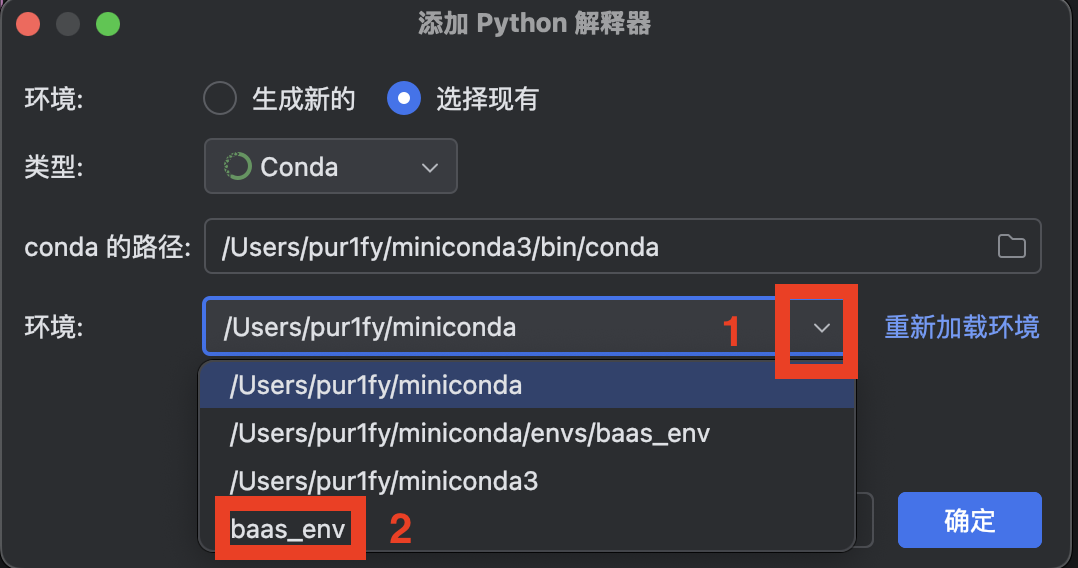 添加 Python 解释器
环境: 生成新的 选择现有
类型: Conda
conda 的路径: /Users/pur1fy/miniconda3/bin/conda
环境: /Users/pur1fy/miniconda 1 重新加载环境
/Users/pur1fy/miniconda
/Users/pur1fy/miniconda/envs/baas_env
/Users/pur1fy/miniconda3
baas_env 2 确定